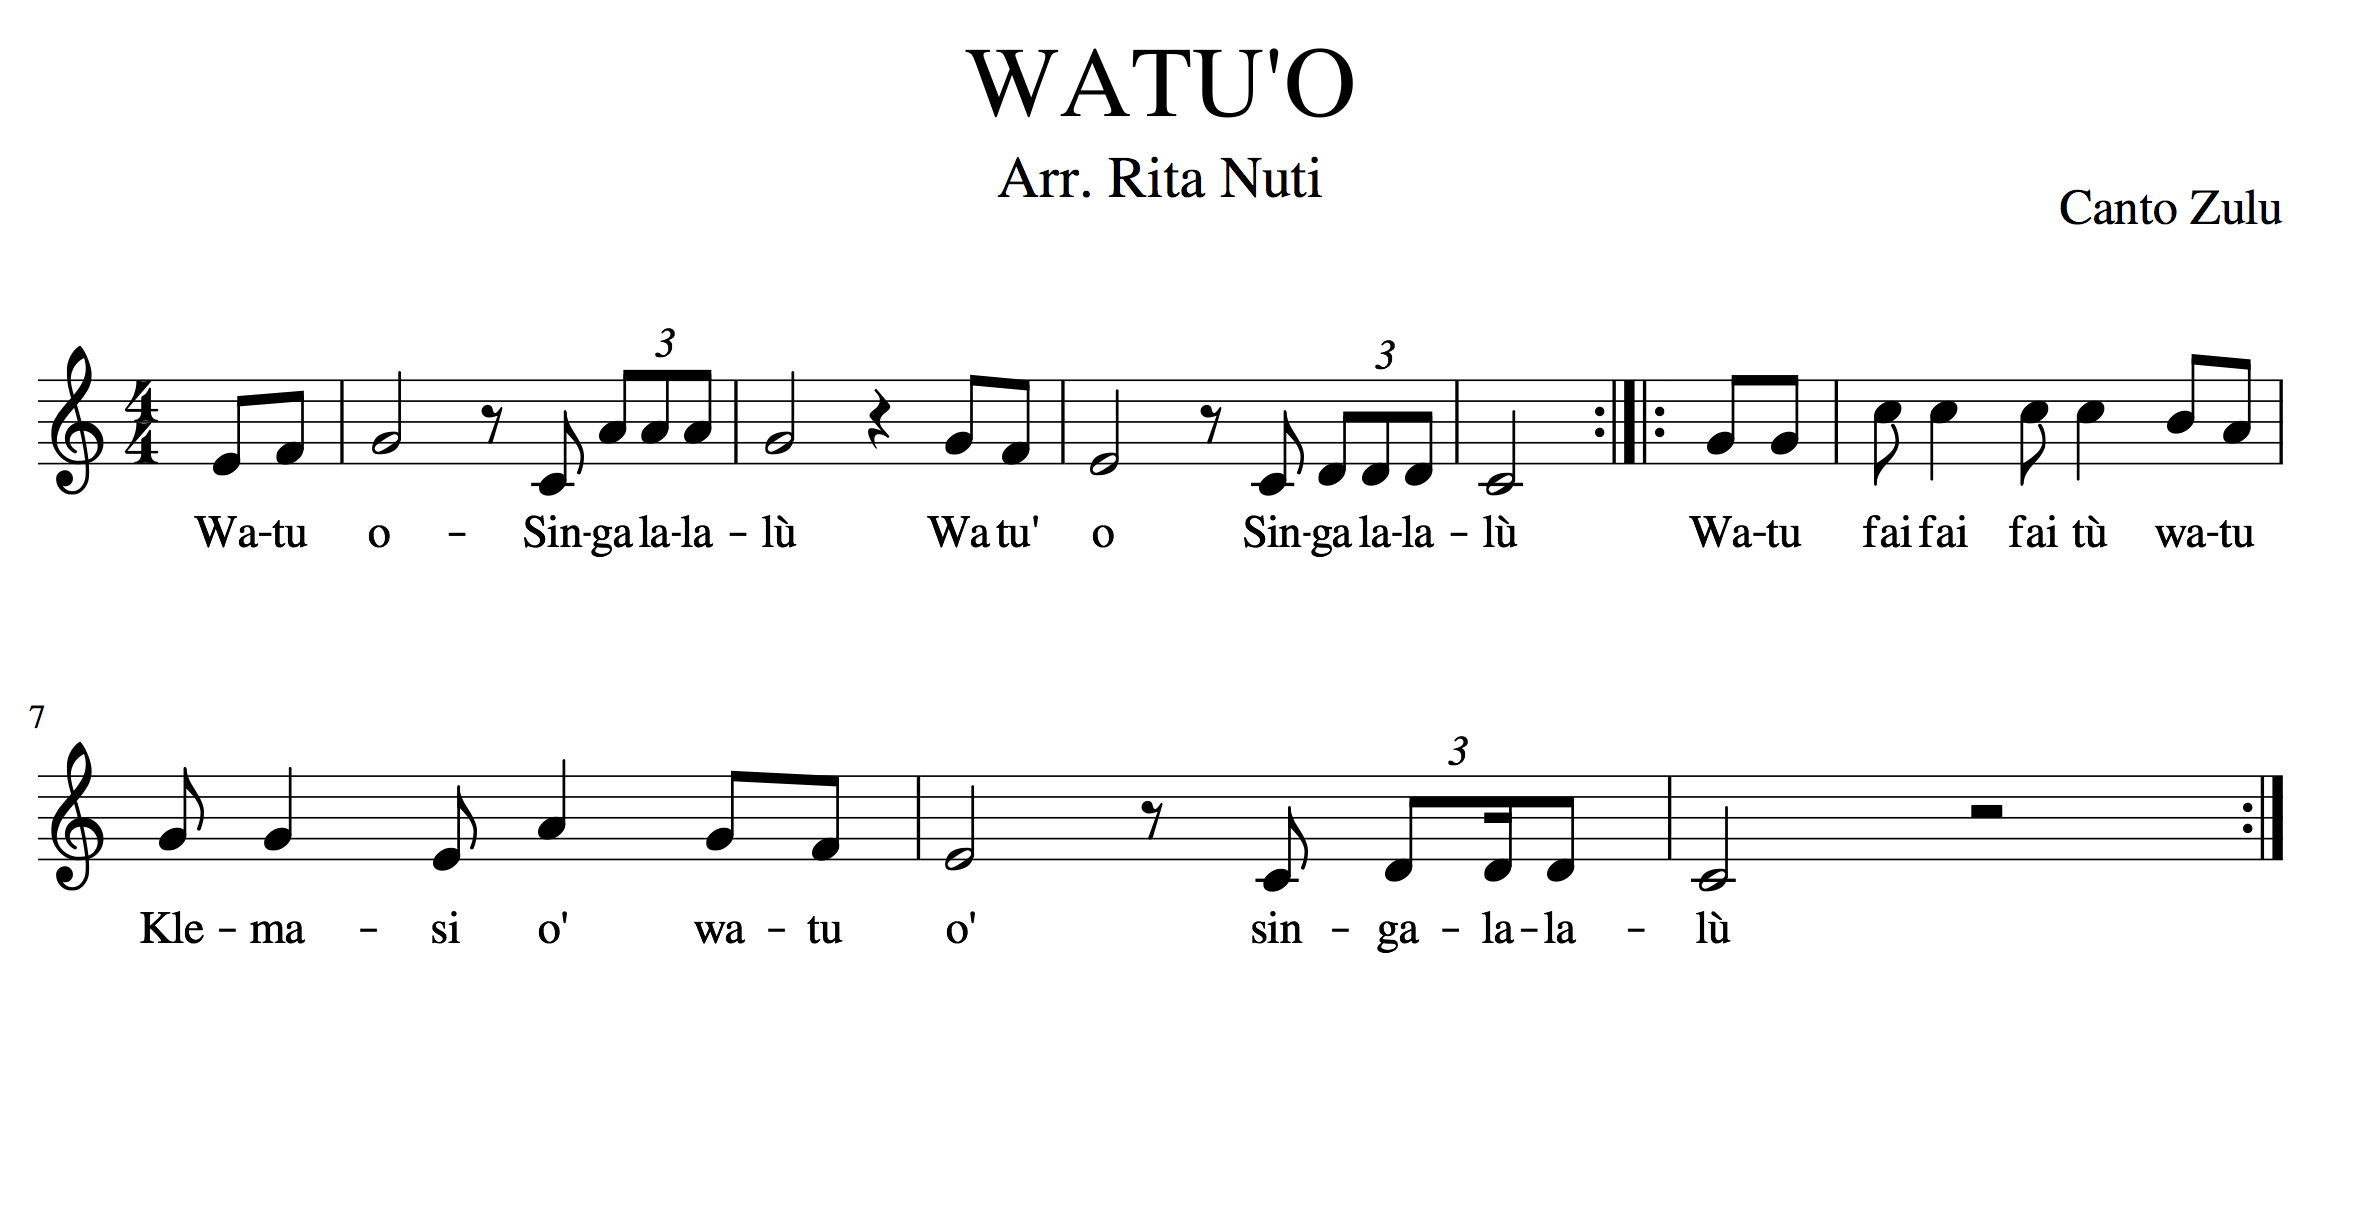 WATU'O
Arr. Rita Nuti
Canto Zulu
3 3
4
4
Wa-tu o - Sin-ga la-la - lù Wa tu' o Sin-ga la-la - lù Wa-tu fai fai fai tù wa-tu
7
3
Kle - ma - si o' wa - tu o' sin - ga - la - la - lù